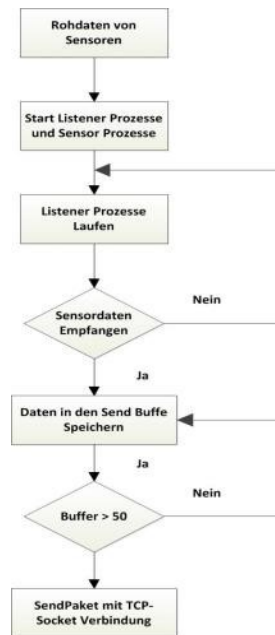 Rohdaten von
Sensoren
Start Listener Prozesse
und Sensor Prozesse
Listener Prozesse
Laufen
Sensordaten
Empfangen
Nein
Ja
Daten in den Send Buffe
Speichern
Ja
Buffer > 50
Nein
SendPaket mit TCP-
Socket Verbindung